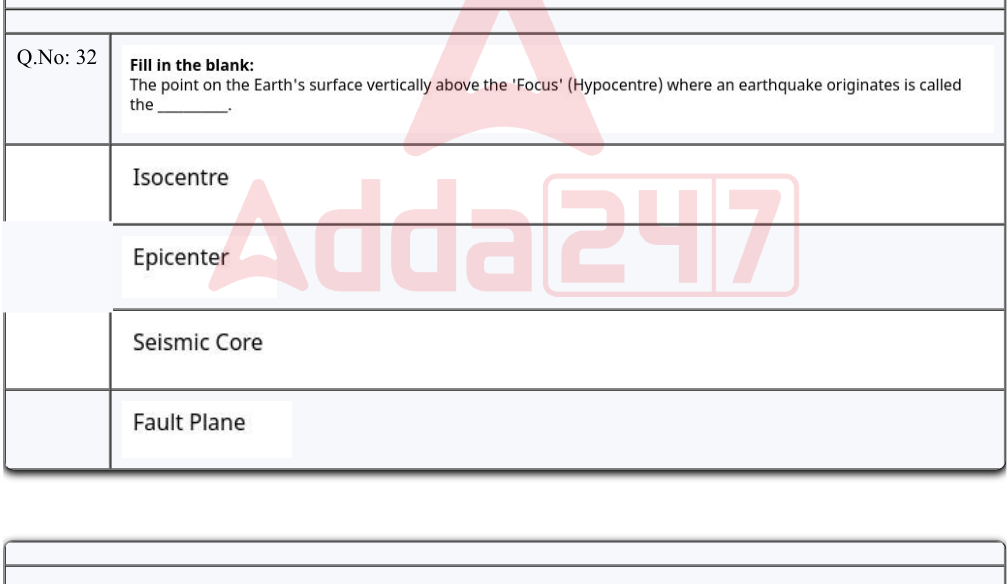 Q.No: 32
Fill in the blank:
The point on the Earth's surface vertically above the 'Focus' (Hypocentre) where an earthquake originates is called
the _________.
Isocentre
Epicenter
Seismic Core
Fault Plane
Adda247